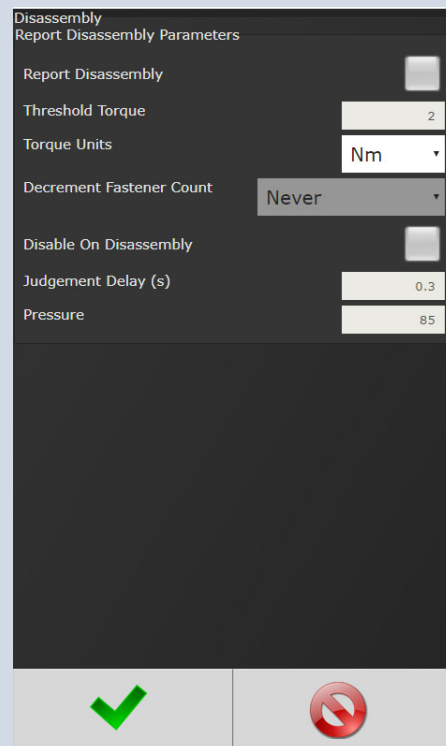 Disassembly
Report Disassembly Parameters
Report Disassembly
Threshold Torque 2
Torque Units Nm
Decrement Fastener Count Never
Disable On Disassembly
Judgement Delay (s) 0.3
Pressure 85